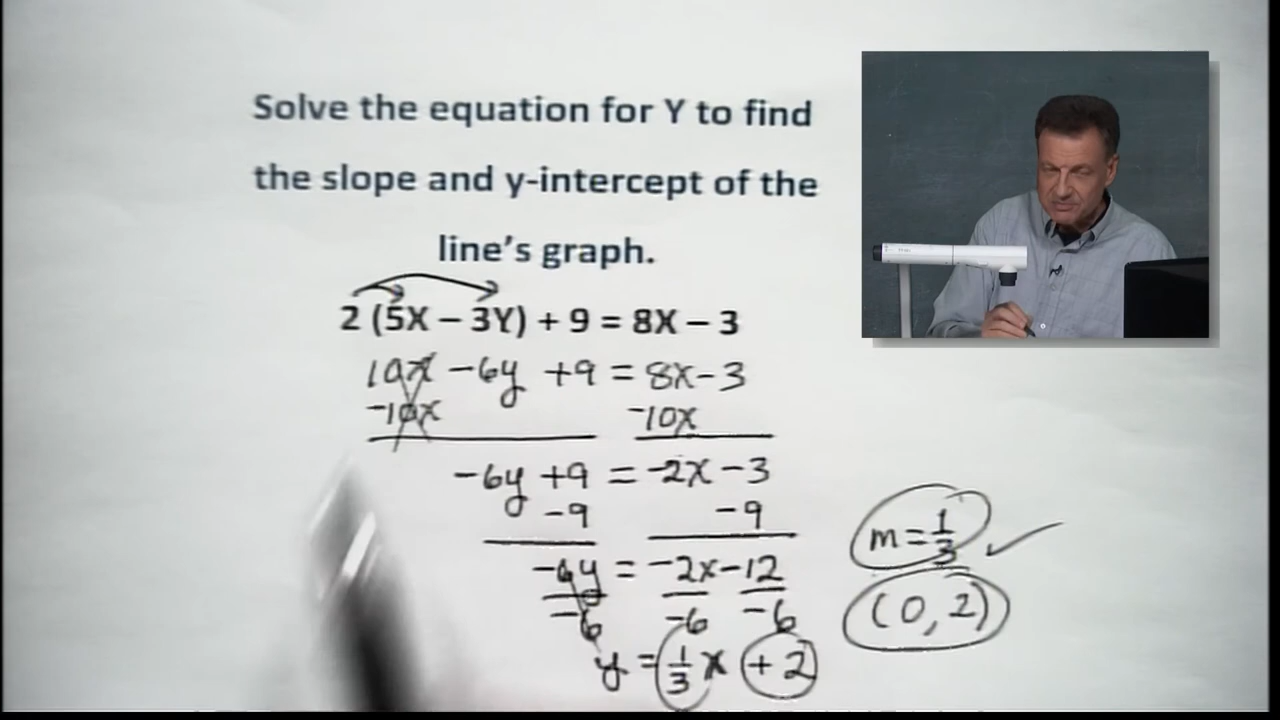 Solve the equation for Y to find
the slope and y-intercept of the
line's graph.
2 (5X – 3Y) + 9 = 8X – 3
10x -6y +9 = 8x-3
-10x -10x
-6y +9 = -2x -3
-9 -9
-6y = -2x-12
-6 -6 -6
y = 1/3 x +2
m = 1/3
(0, 2)